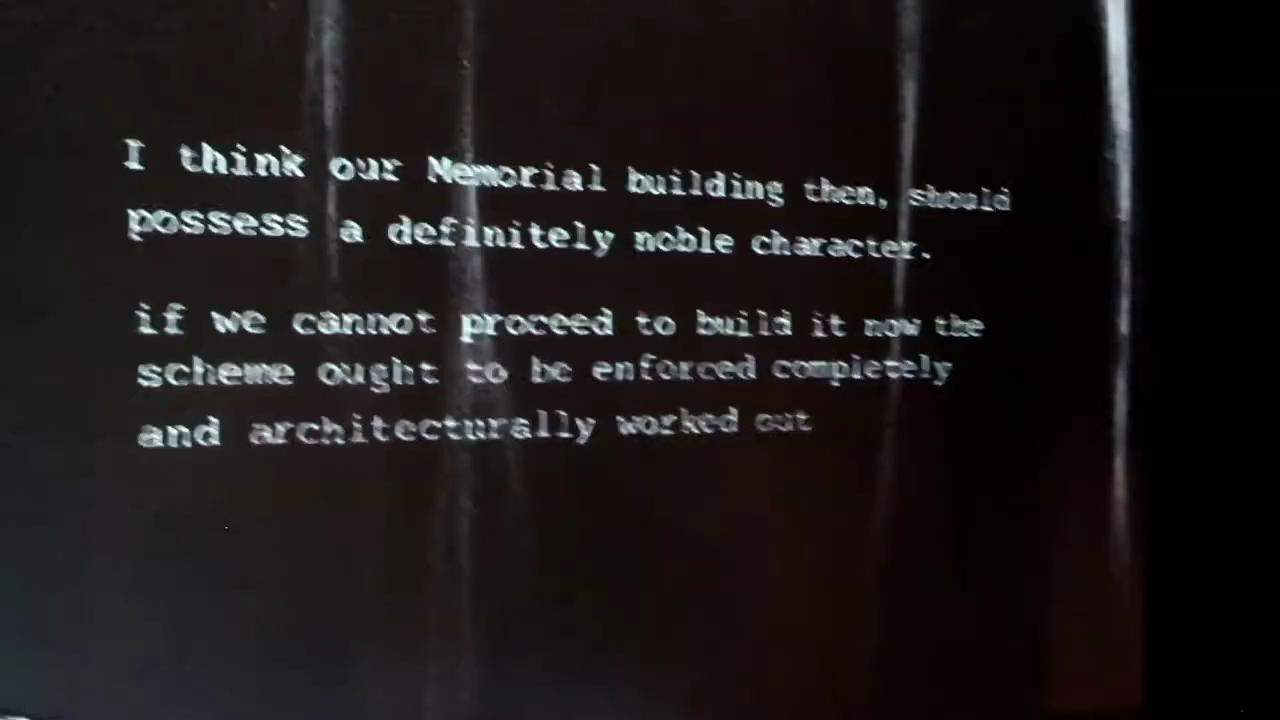 I think our Memorial building then, should
possess a definitely noble character.
if we cannot proceed to build it now the
scheme ought to be enforced completely
and architecturally worked out